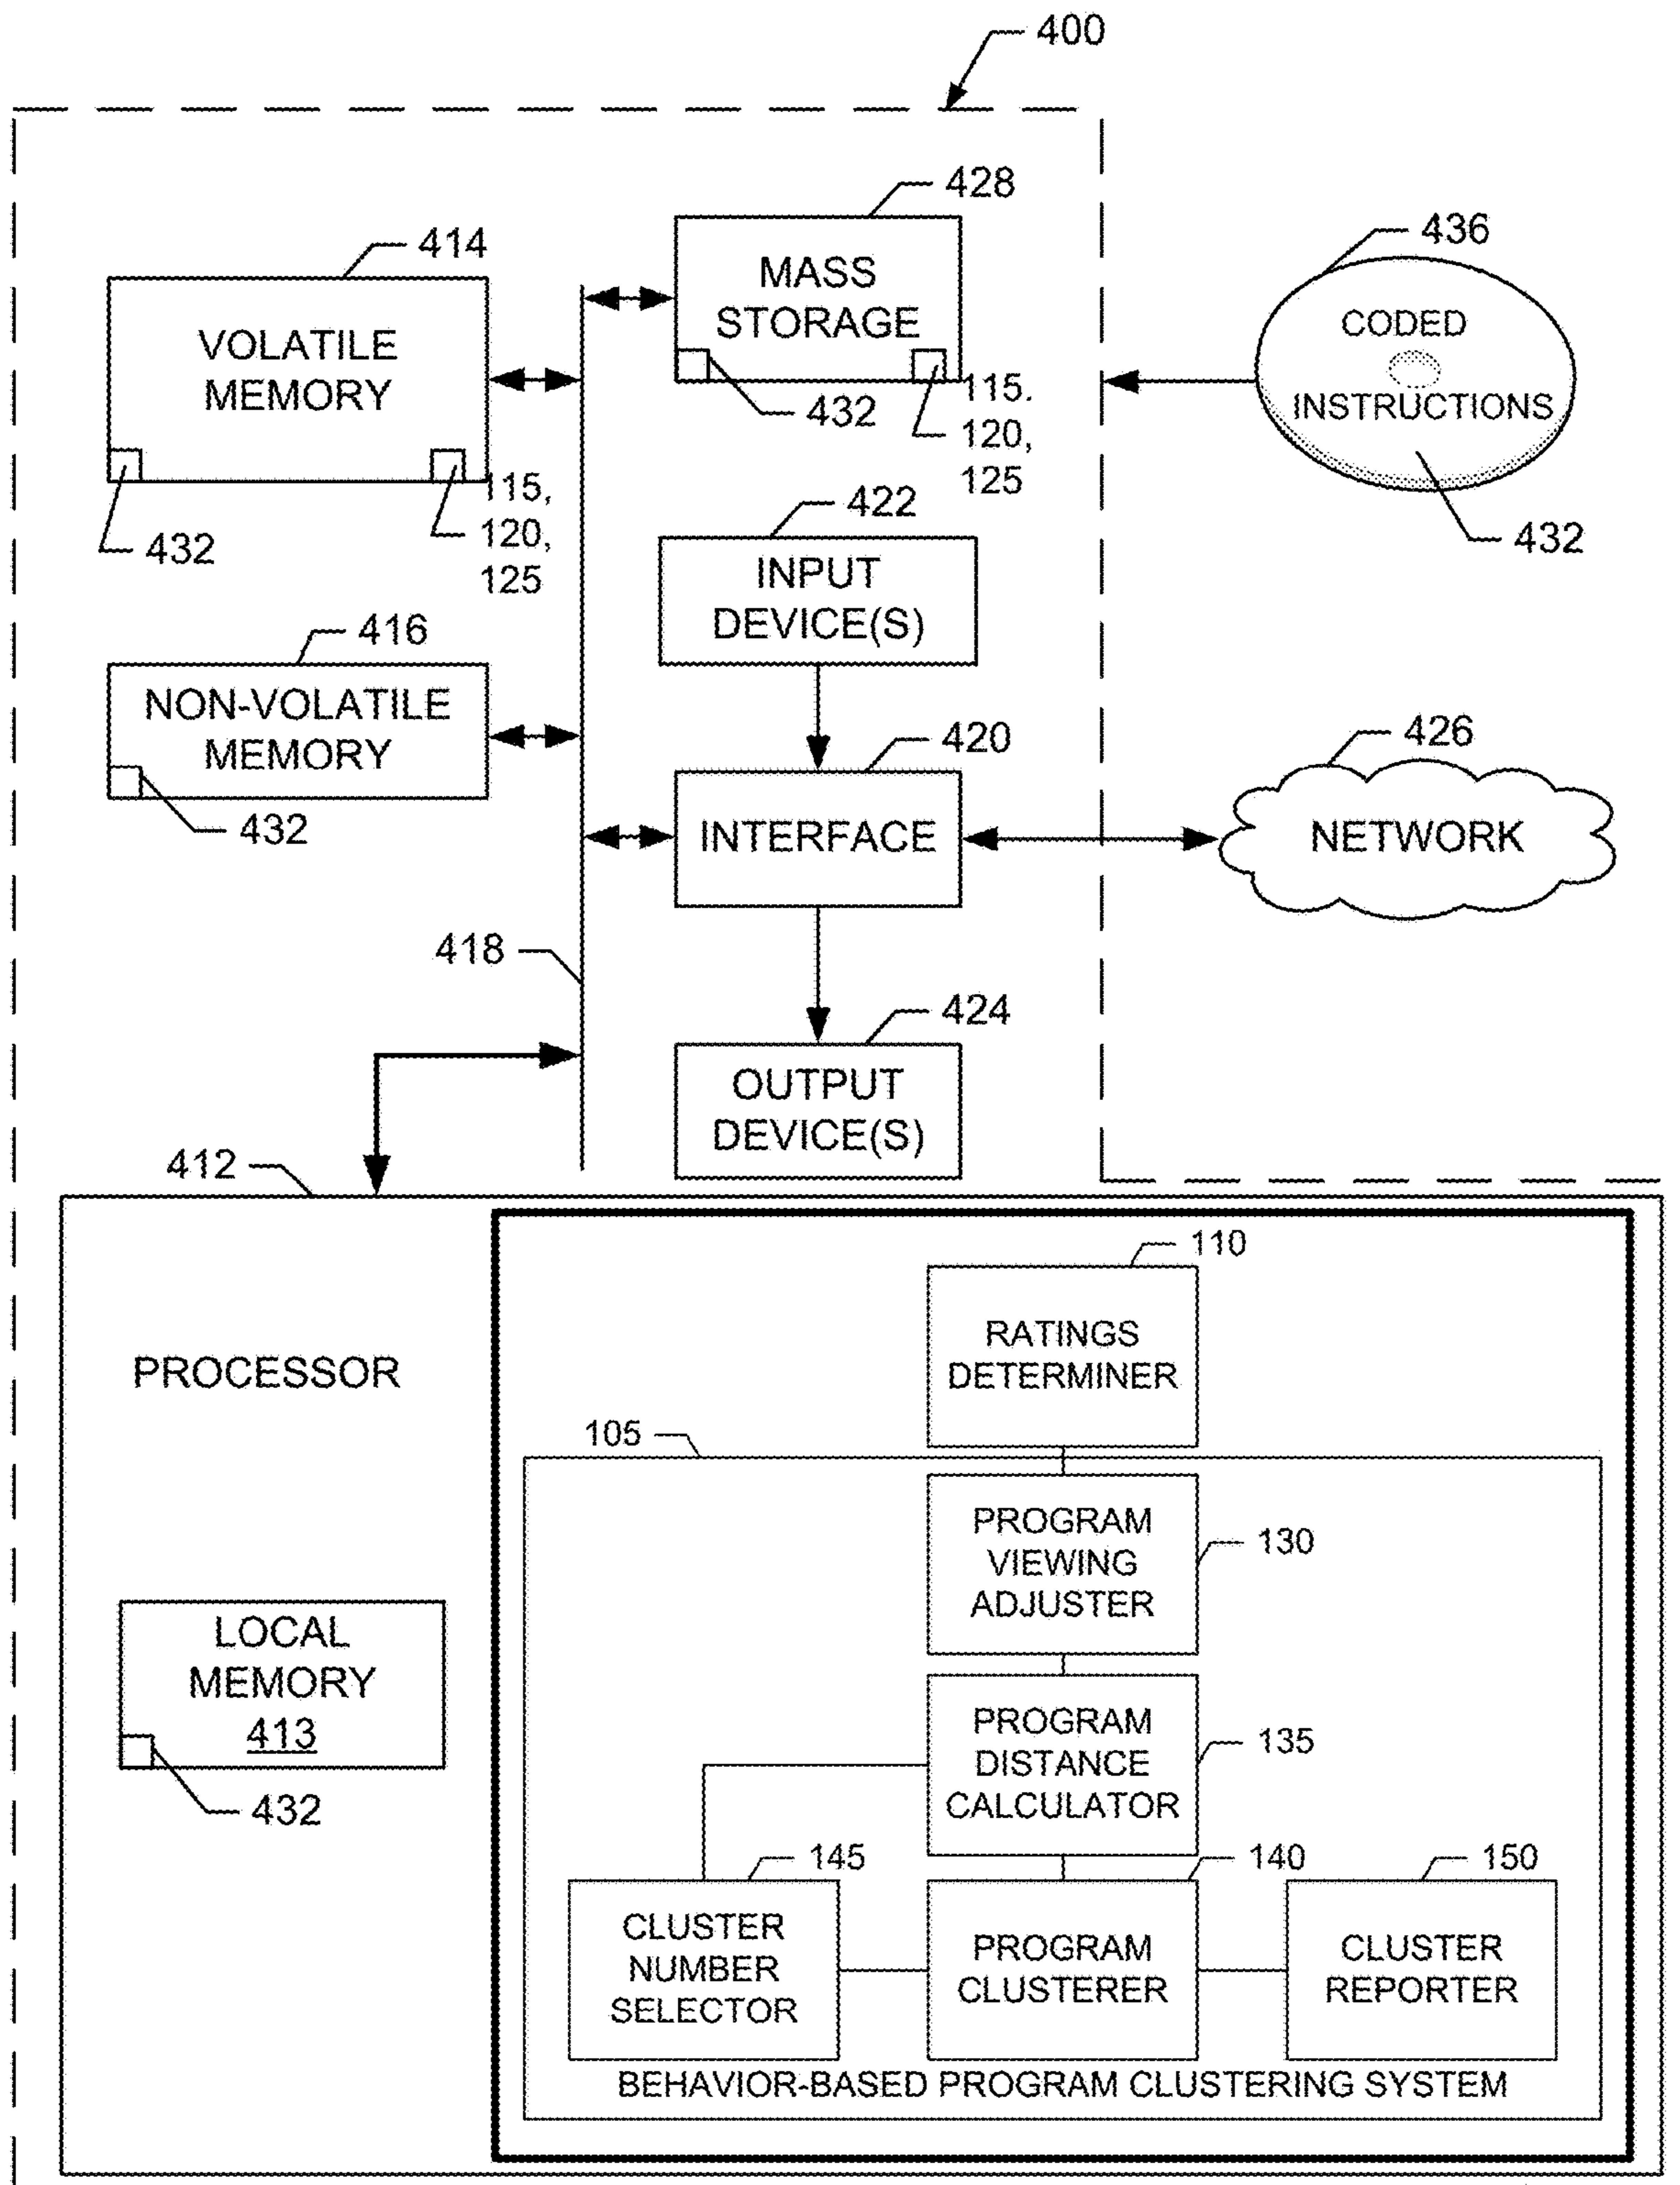 400
428
MASS
STORAGE
432
115.
120,
125
414
VOLATILE
MEMORY
432
115,
120,
125
436
CODED
INSTRUCTIONS
432
422
INPUT
DEVICE(S)
416
NON-VOLATILE
MEMORY
432
420
INTERFACE
426
NETWORK
418
424
OUTPUT
DEVICE(S)
412
PROCESSOR
LOCAL
MEMORY
413
432
110
RATINGS
DETERMINER
105
PROGRAM
VIEWING
ADJUSTER
130
PROGRAM
DISTANCE
CALCULATOR
135
145
CLUSTER
NUMBER
SELECTOR
140
PROGRAM
CLUSTERER
150
CLUSTER
REPORTER
BEHAVIOR-BASED PROGRAM CLUSTERING SYSTEM